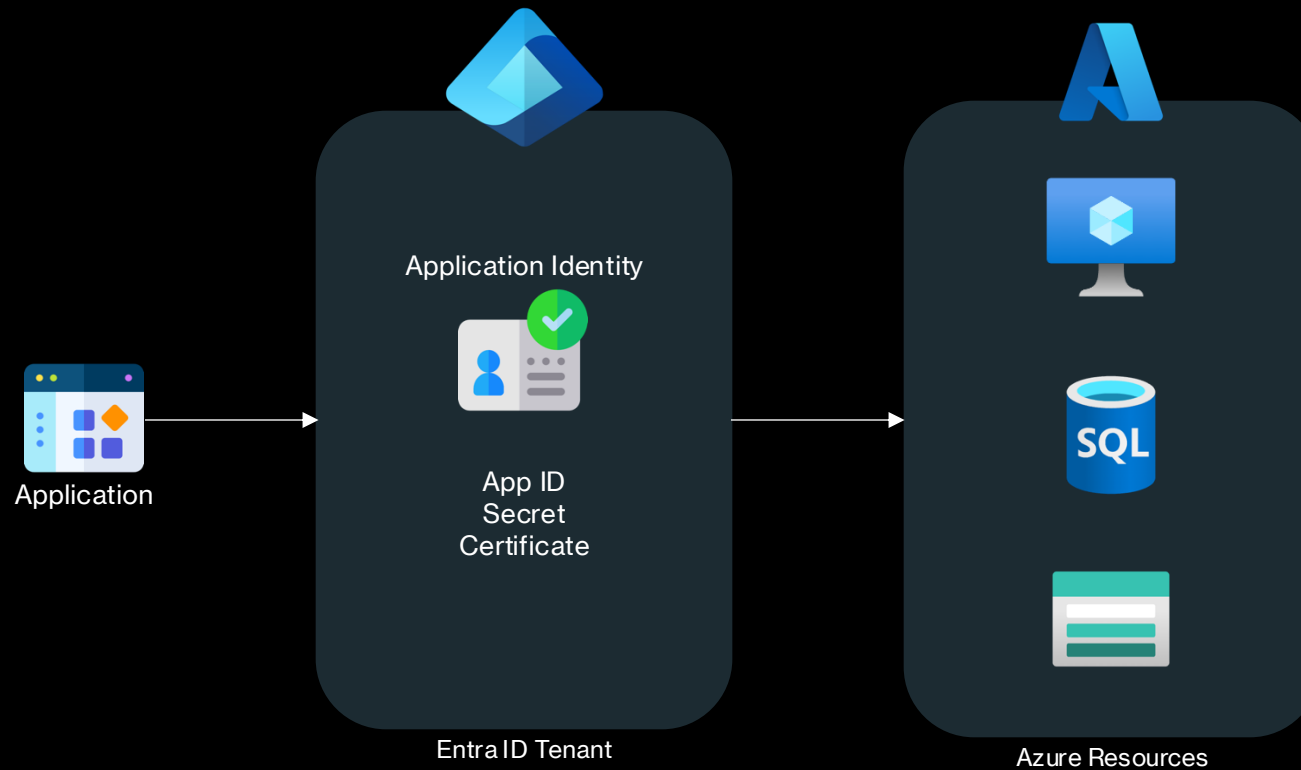 Application
Application Identity
App ID
Secret
Certificate
Entra ID Tenant
SQL
Azure Resources